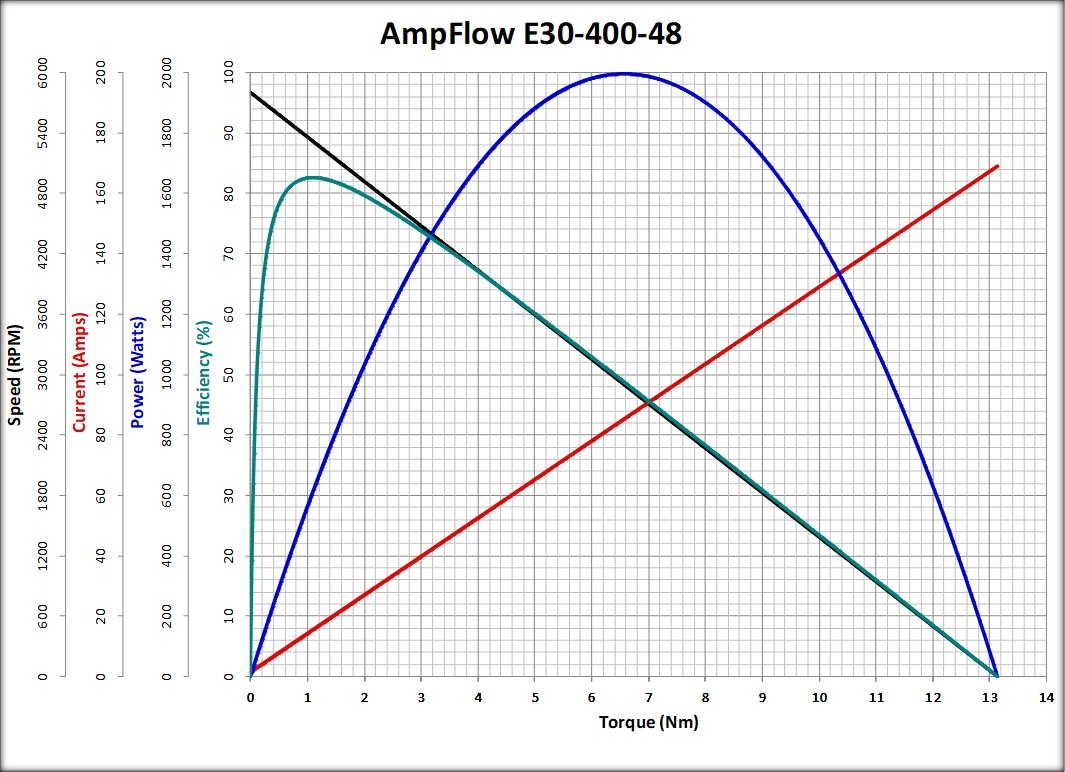 AmpFlow E30-400-48
Speed (RPM)
0 600 1200 1800 2400 3000 3600 4200 4800 5400 6000
Current (Amps)
0 20 40 60 80 100 120 140 160 180 200
Power (Watts)
0 200 400 600 800 1000 1200 1400 1600 1800 2000
Efficiency (%)
0 10 20 30 40 50 60 70 80 90 100
0 1 2 3 4 5 6 7 8 9 10 11 12 13 14
Torque (Nm)